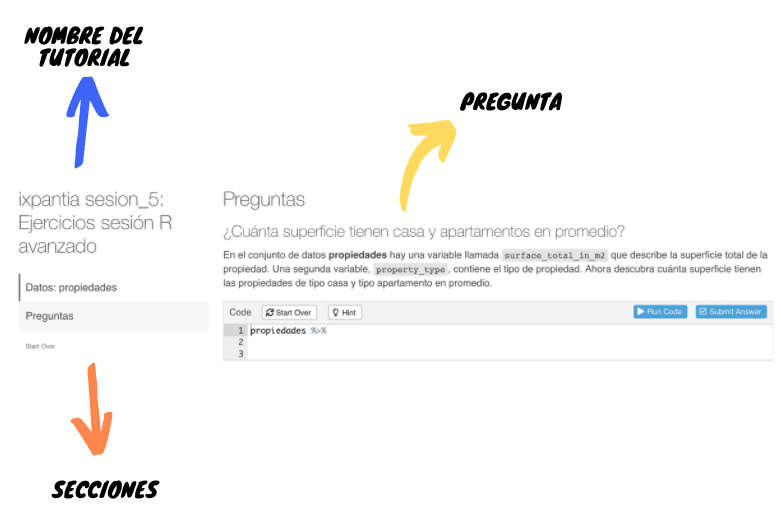 NOMBRE DEL
TUTORIAL
PREGUNTA
ixpantia sesion_5:
Ejercicios sesión R
avanzado
Datos: propiedades
Preguntas
Start Over
Preguntas
¿Cuánta superficie tienen casa y apartamentos en promedio?
En el conjunto de datos propiedades hay una variable llamada surface_total_in_m2 que describe la superficie total de la
propiedad. Una segunda variable, property_type, contiene el tipo de propiedad. Ahora descubra cuánta superficie tienen
las propiedades de tipo casa y tipo apartamento en promedio.
Code Start Over Hint Run Code Submit Answer
1 propiedades %>%
2
3
SECCIONES